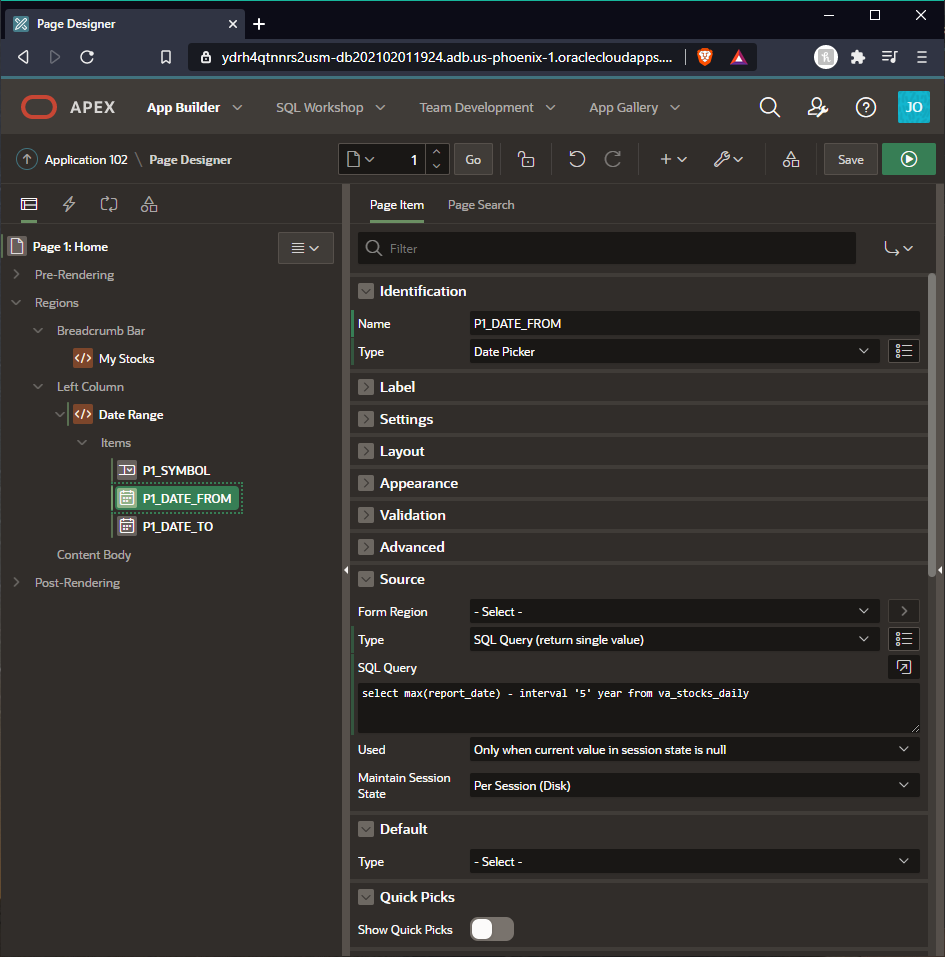 Page Designer
ydrh4qtnnrs2usm-db202102011924.adb.us-phoenix-1.oraclecloudapps....
APEX App Builder SQL Workshop Team Development App Gallery JO
Application 102 \ Page Designer 1 Go Save
Page Item Page Search
Page 1: Home
Filter
Pre-Rendering
Regions
Breadcrumb Bar
My Stocks
Left Column
Date Range
Items
P1_SYMBOL
P1_DATE_FROM
P1_DATE_TO
Content Body
Post-Rendering
Identification
Name P1_DATE_FROM
Type Date Picker
Label
Settings
Layout
Appearance
Validation
Advanced
Source
Form Region - Select -
Type SQL Query (return single value)
SQL Query
select max(report_date) - interval '5' year from va_stocks_daily
Used Only when current value in session state is null
Maintain Session
State Per Session (Disk)
Default
Type - Select -
Quick Picks
Show Quick Picks